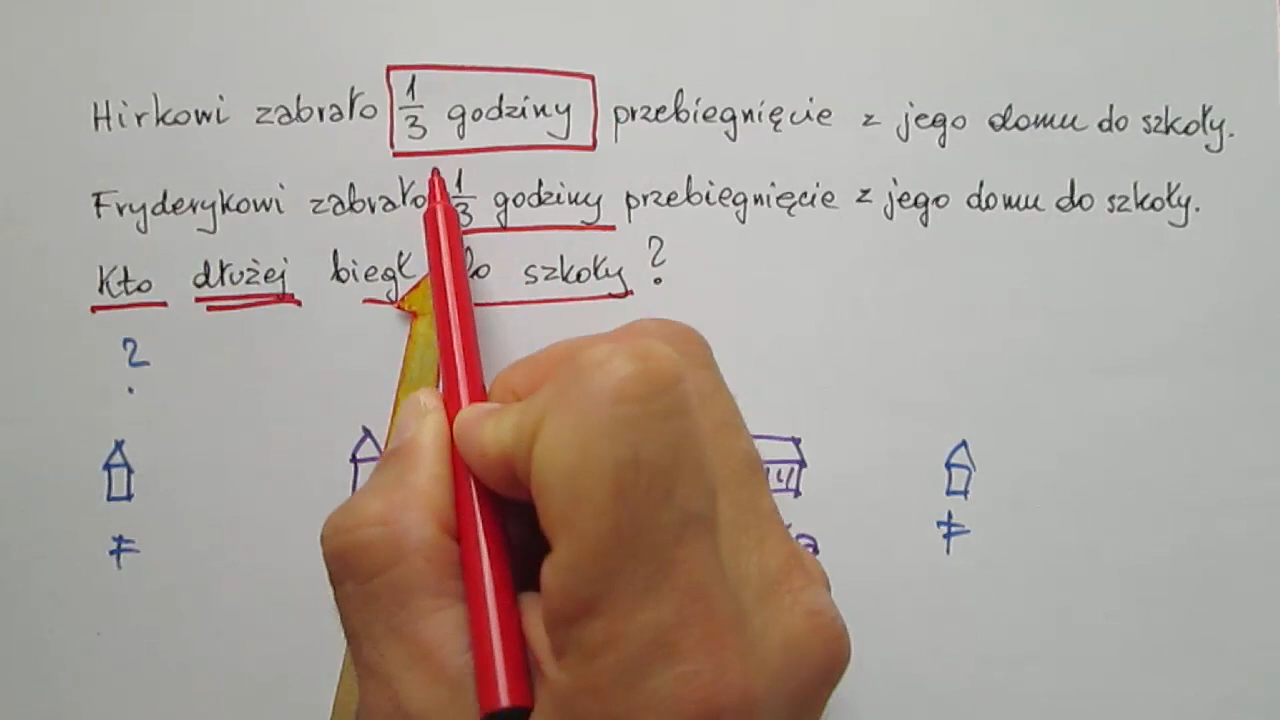 Hirkowi zabrało 1/3 godziny przebiegnięcie z jego domu do szkoły.
Fryderykowi zabrało 1/3 godziny przebiegnięcie z jego domu do szkoły.
Kto dłużej biegł do szkoły?
?
F F